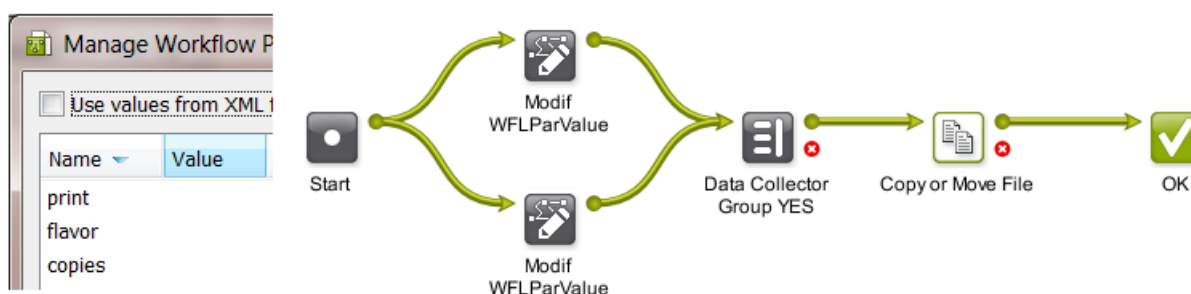 Manage Workflow P
Use values from XML
Name
Value
print
flavor
copies
Start
Modif
WFLParValue
Modif
WFLParValue
Data Collector
Group YES
Copy or Move File
OK